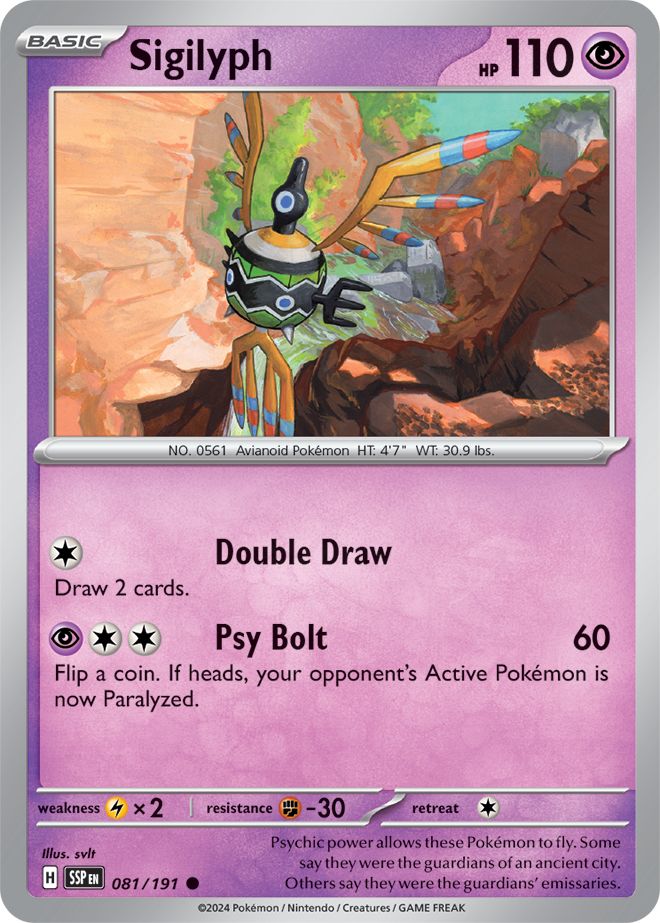 BASIC
Sigilyph
HP 110
NO. 0561 Avianoid Pokémon HT: 4'7" WT: 30.9 lbs.
Double Draw
Draw 2 cards.
Psy Bolt 60
Flip a coin. If heads, your opponent's Active Pokémon is
now Paralyzed.
weakness ×2 resistance -30 retreat
Illus. svlt
Psychic power allows these Pokémon to fly. Some
say they were the guardians of an ancient city.
Others say they were the guardians' emissaries.
H SSP EN 081/191
©2024 Pokémon / Nintendo / Creatures / GAME FREAK